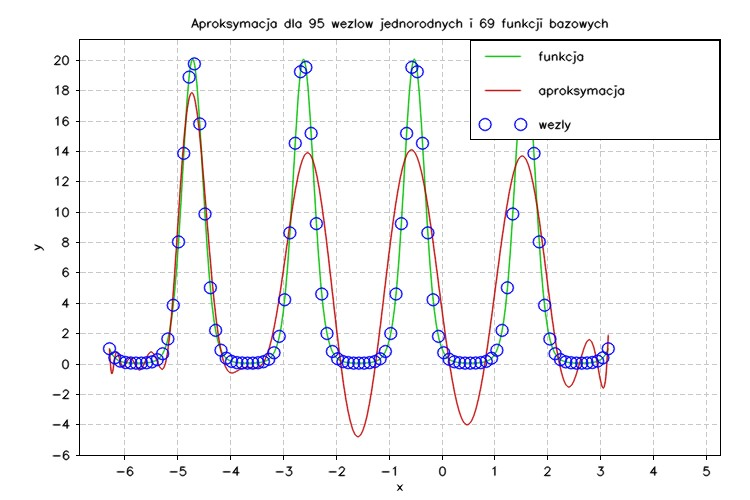 Aproksymacja dla 95 wezlow jednorodnych i 69 funkcji bazowych
funkcja
aproksymacja
wezly
20
18
16
14
12
10
8
6
4
2
0
−2
−4
−6
y
−6 −5 −4 −3 −2 −1 0 1 2 3 4 5
x